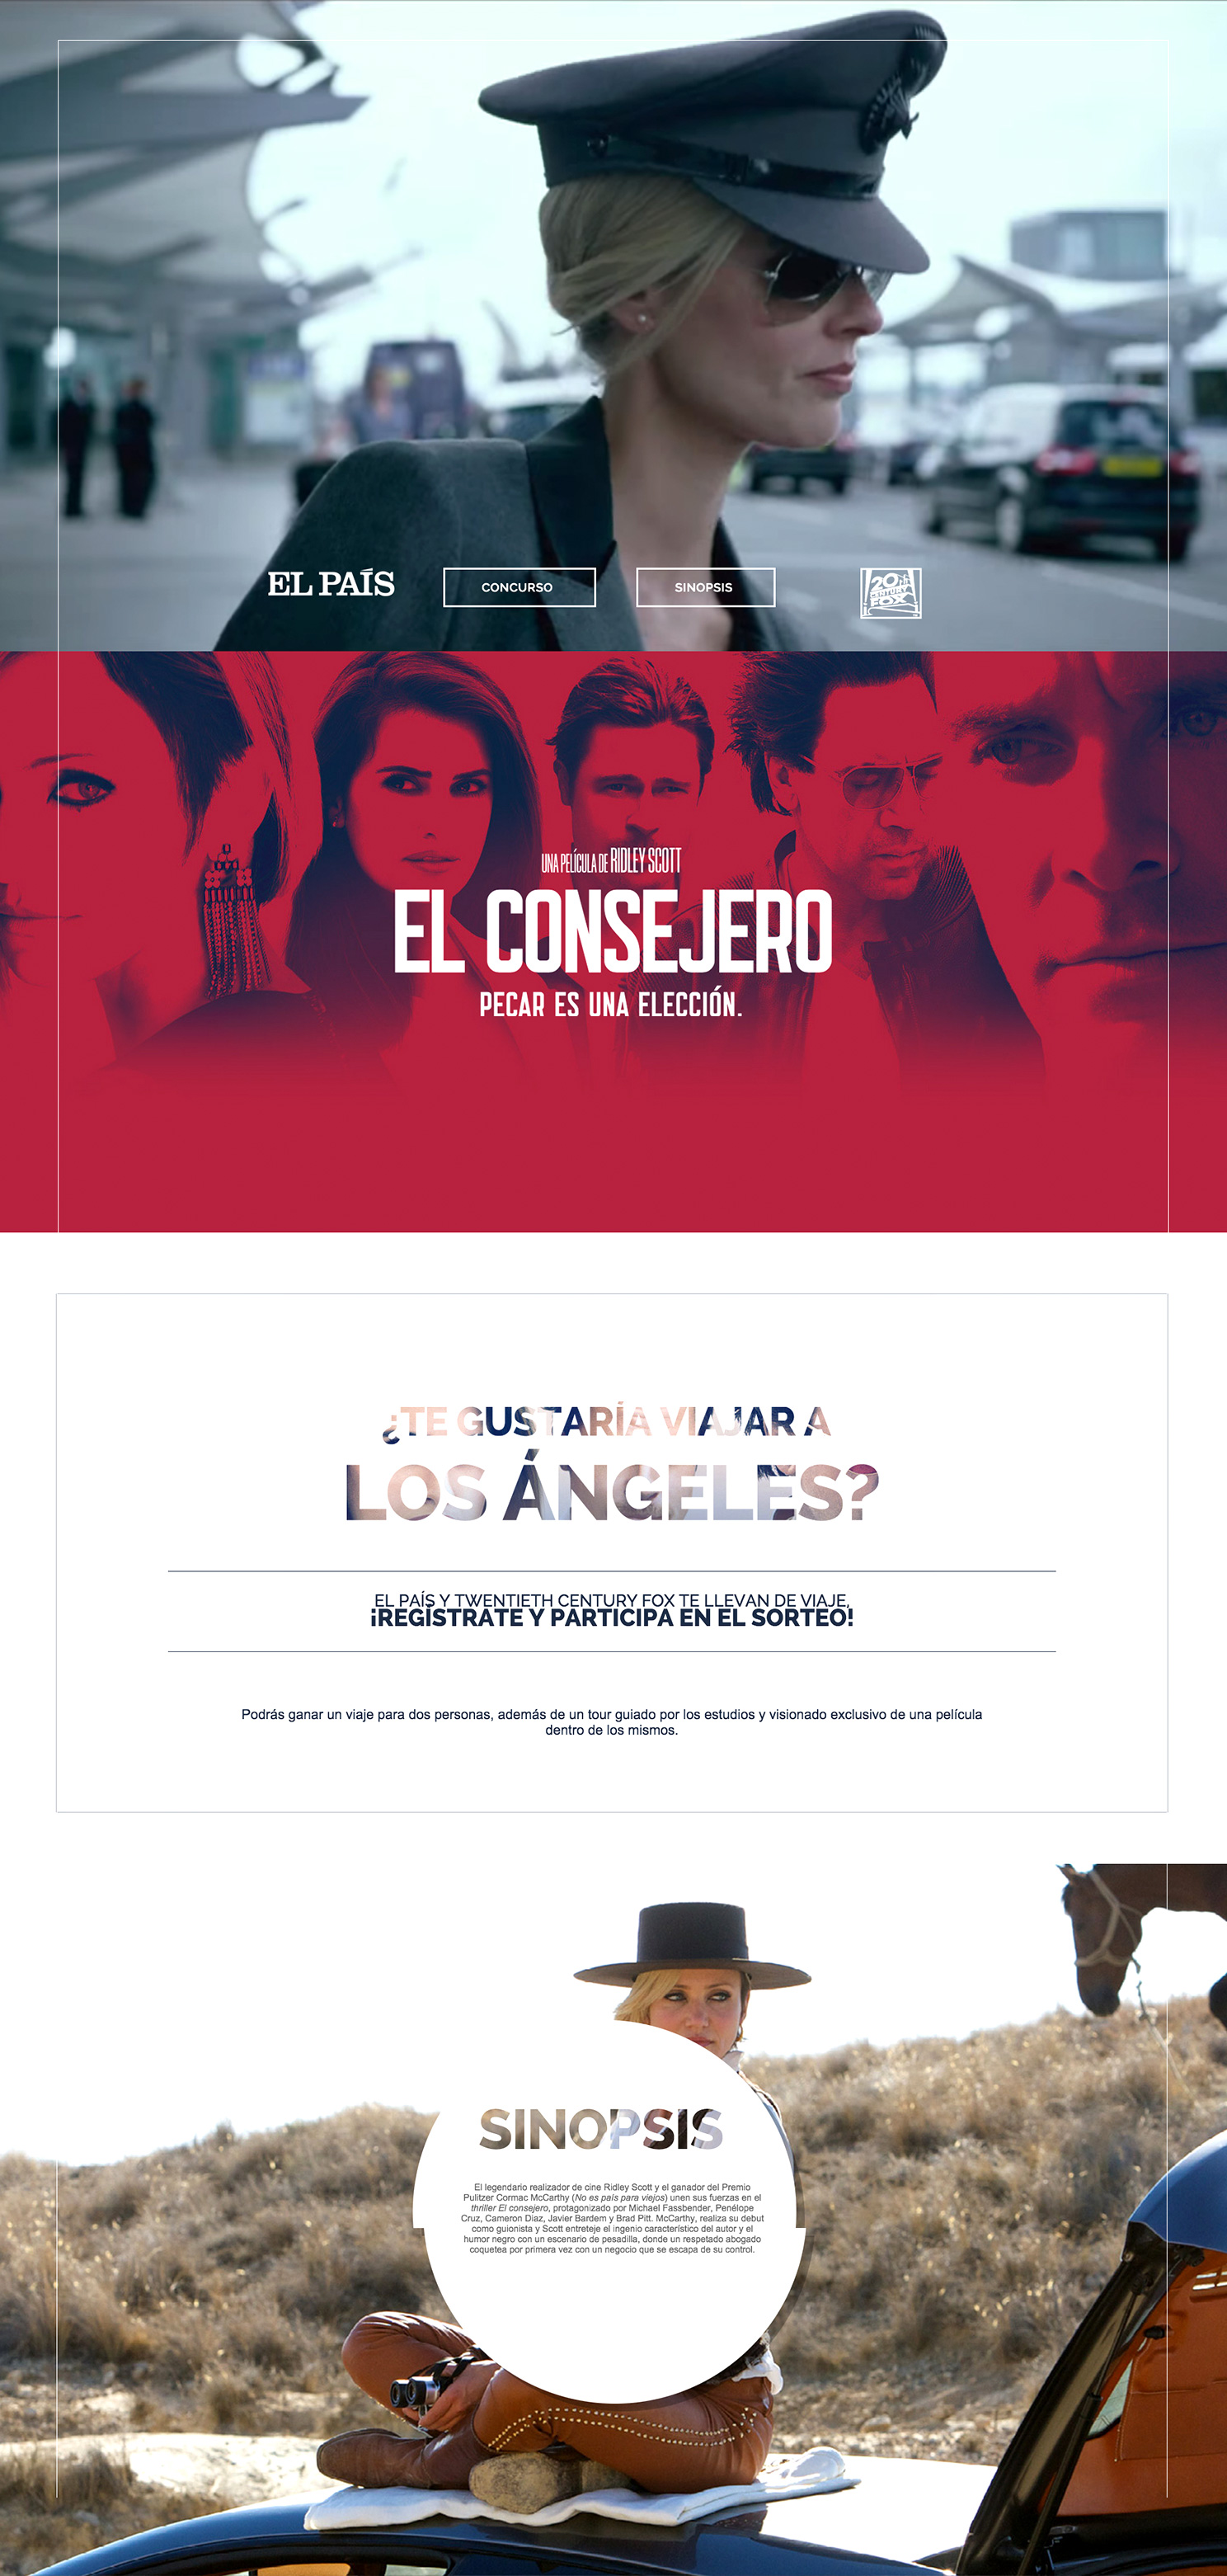 EL PAÍS
CONCURSO
SINOPSIS
20th
CENTURY
FOX
UNA PELÍCULA DE RIDLEY SCOTT
EL CONSEJERO
PECAR ES UNA ELECCIÓN.
¿TE GUSTARÍA VIAJAR A
LOS ÁNGELES?
EL PAÍS Y TWENTIETH CENTURY FOX TE LLEVAN DE VIAJE,
¡REGÍSTRATE Y PARTICIPA EN EL SORTEO!
Podrás ganar un viaje para dos personas, además de un tour guiado por los estudios y visionado exclusivo de una película
dentro de los mismos.
SINOPSIS
El legendario realizador de cine Ridley Scott y el ganador del Premio
Pulitzer Cormac McCarthy (No es país para viejos) unen sus fuerzas en el
thriller El consejero, protagonizado por Michael Fassbender, Penélope
Cruz, Cameron Diaz, Javier Bardem y Brad Pitt. McCarthy, realiza su debut
como guionista y Scott entreteje el ingenio característico del autor y el
humor negro con un escenario de pesadilla, donde un respetado abogado
coquetea por primera vez con un negocio que se escapa de su control.